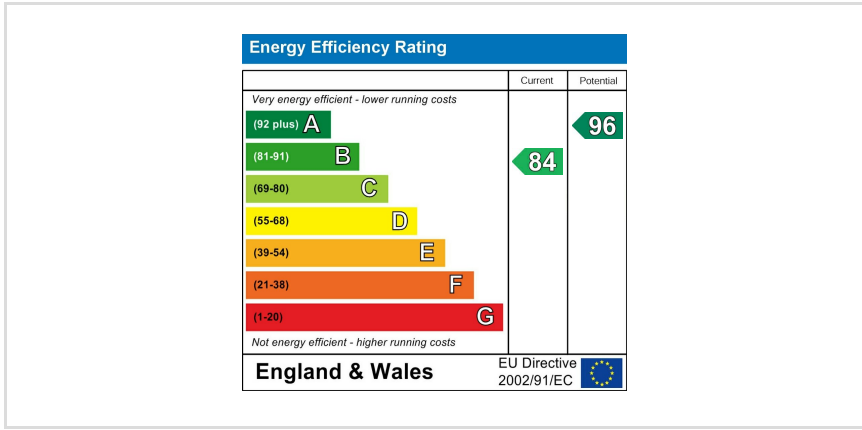 Energy Efficiency Rating
Current Potential
Very energy efficient - lower running costs
(92 plus) A 96
(81-91) B 84
(69-80) C
(55-68) D
(39-54) E
(21-38) F
(1-20) G
Not energy efficient - higher running costs
England & Wales
EU Directive
2002/91/EC